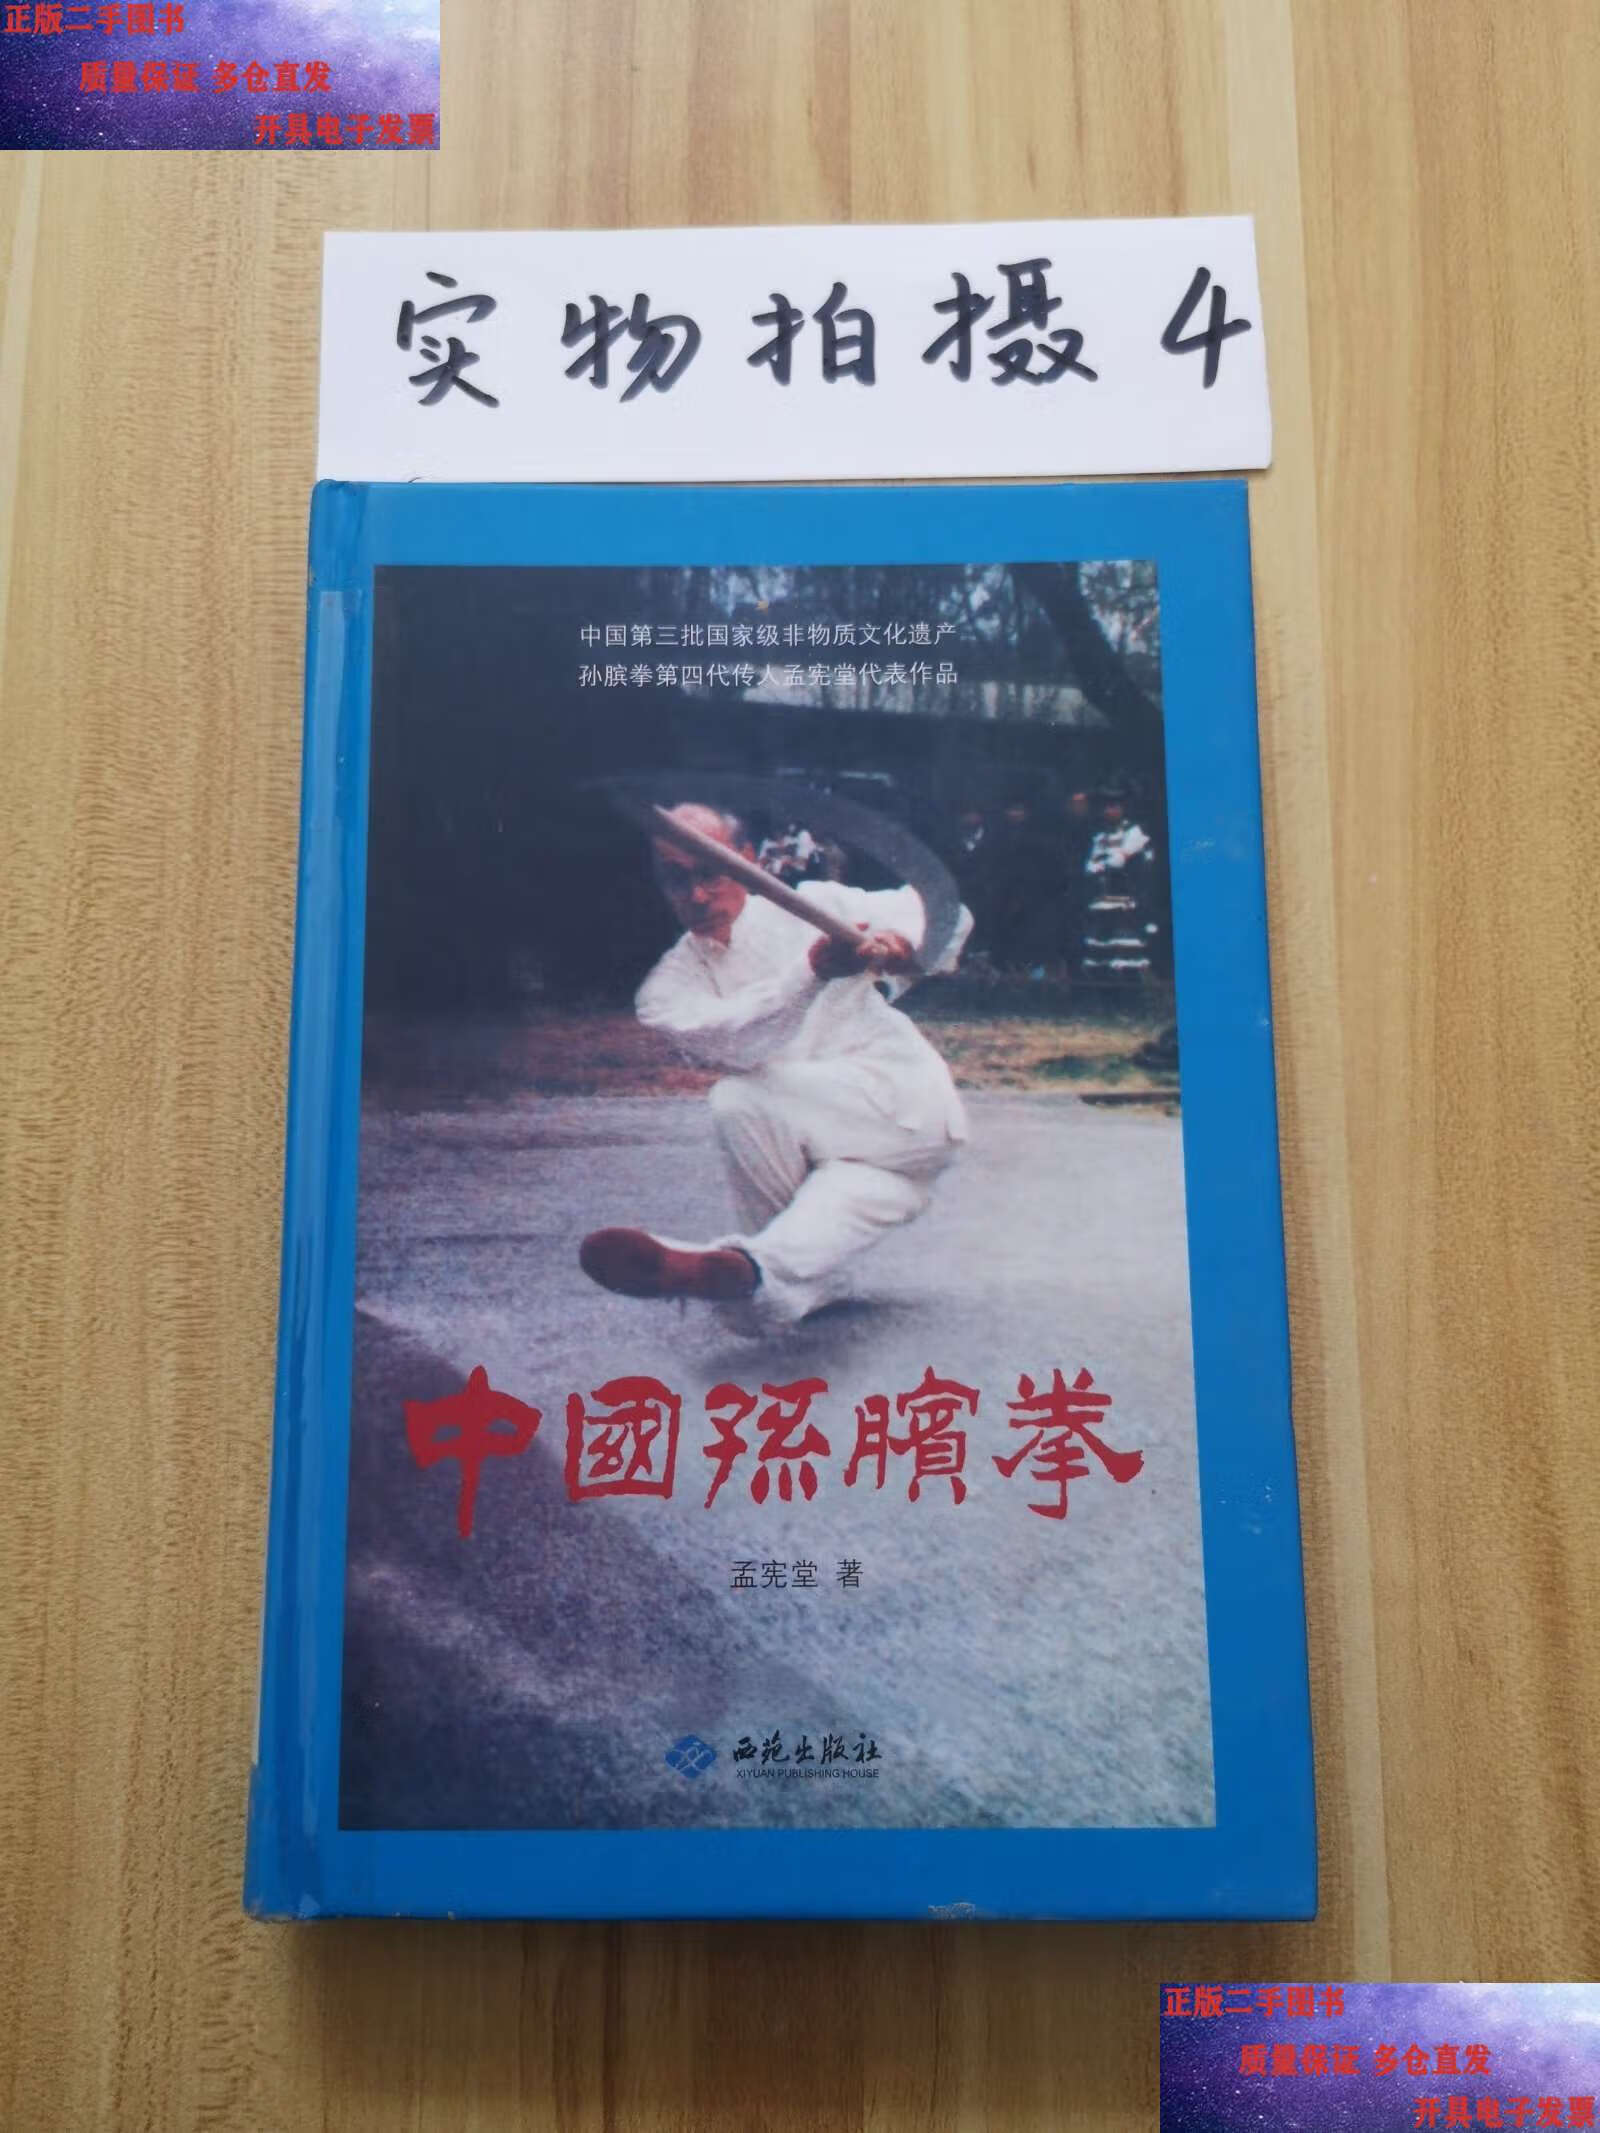 正版二手图书
质量保证 多仓直发
开具电子发票
实物拍摄4
中国第三批国家级非物质文化遗产
孙膑拳第四代传人孟宪堂代表作品
中國孫臏拳
孟宪堂 著
西苑出版社
XIYUAN PUBLISHING HOUSE
正版二手图书
质量保证 多仓直发
开具电子发票